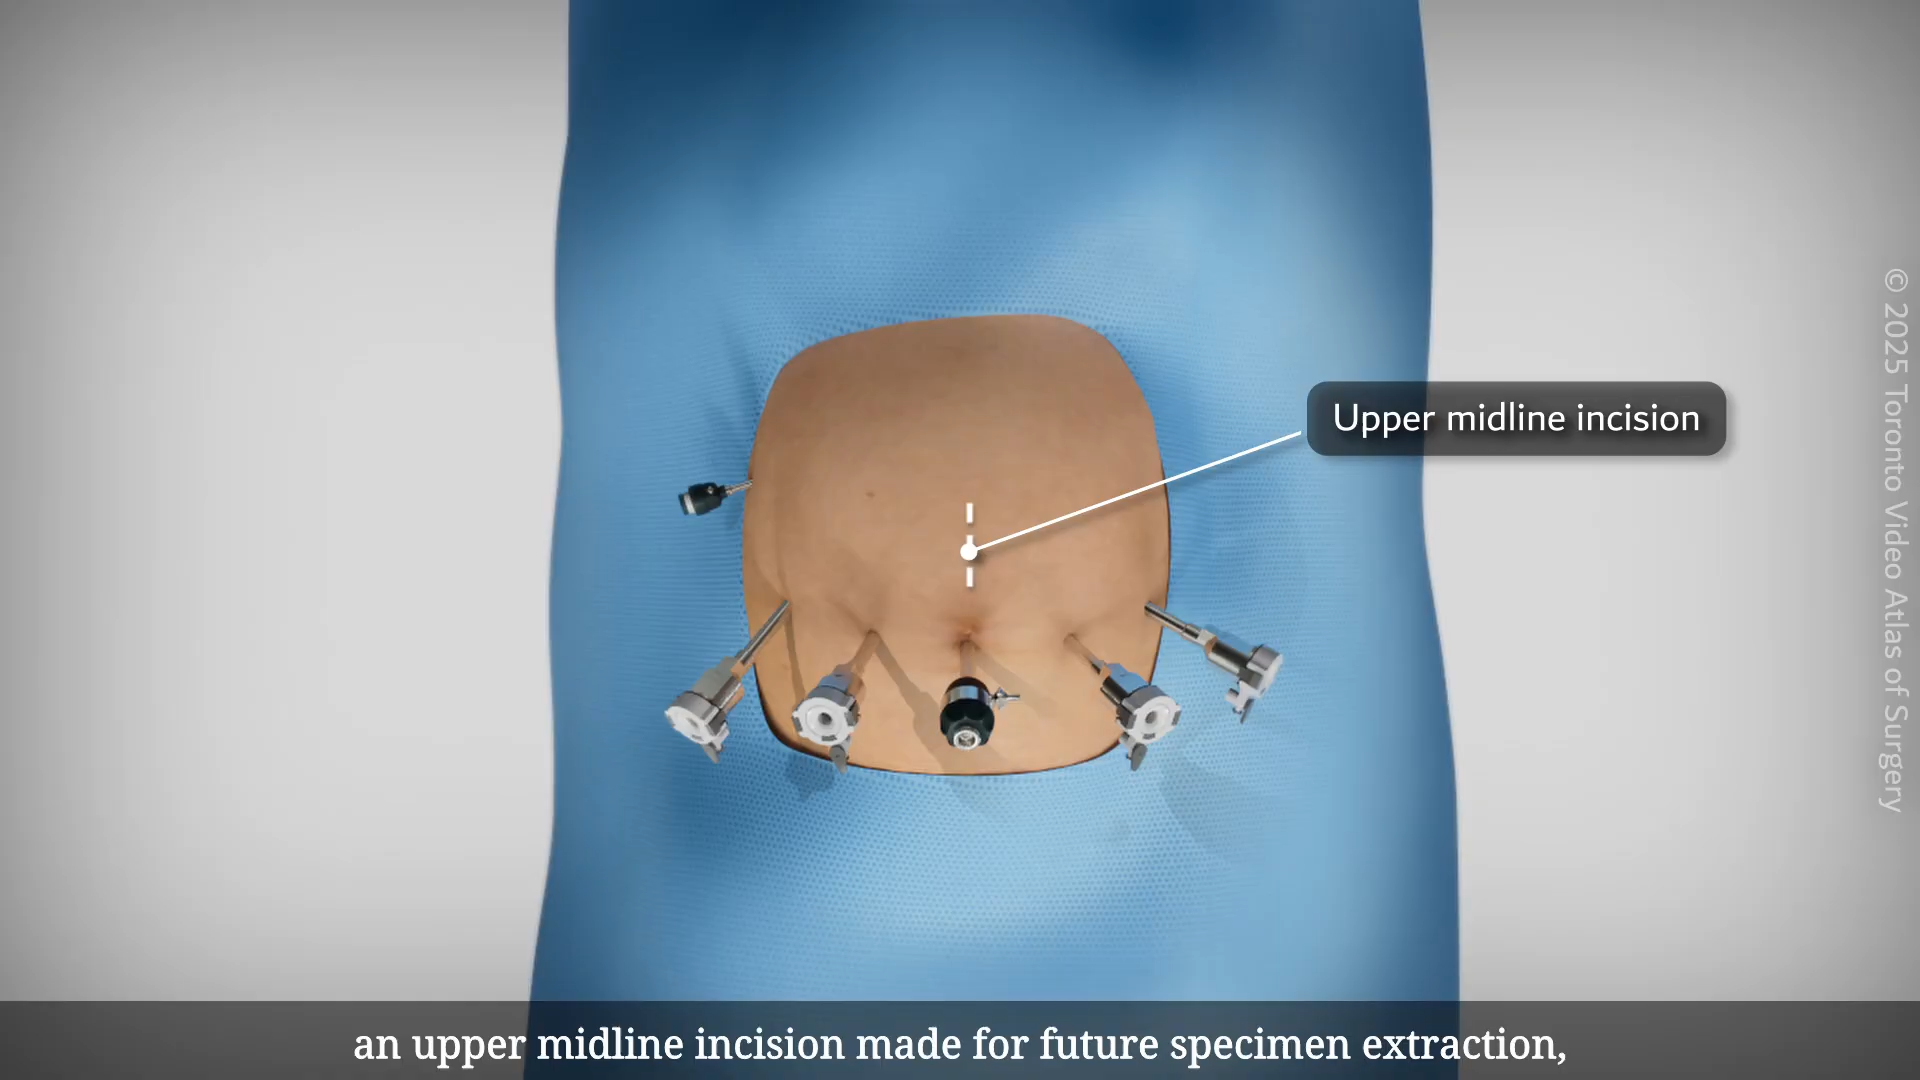 Upper midline incision
© 2025 Toronto Video Atlas of Surgery
an upper midline incision made for future specimen extraction,